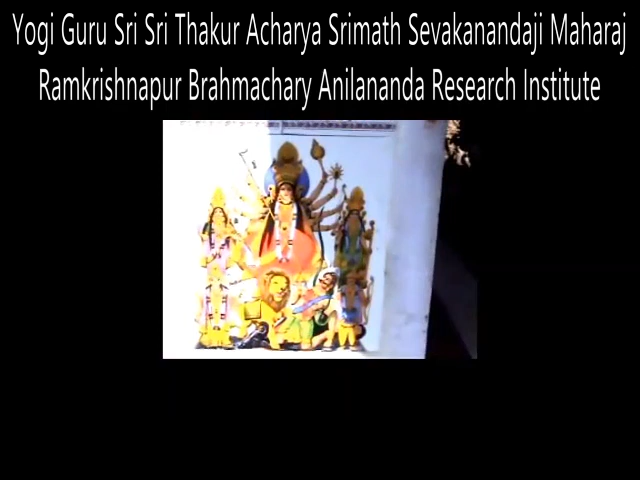 Yogi Guru Sri Sri Thakur Acharya Srimath Sevakanandaji Maharaj
Ramkrishnapur Brahmachary Anilananda Research Institute